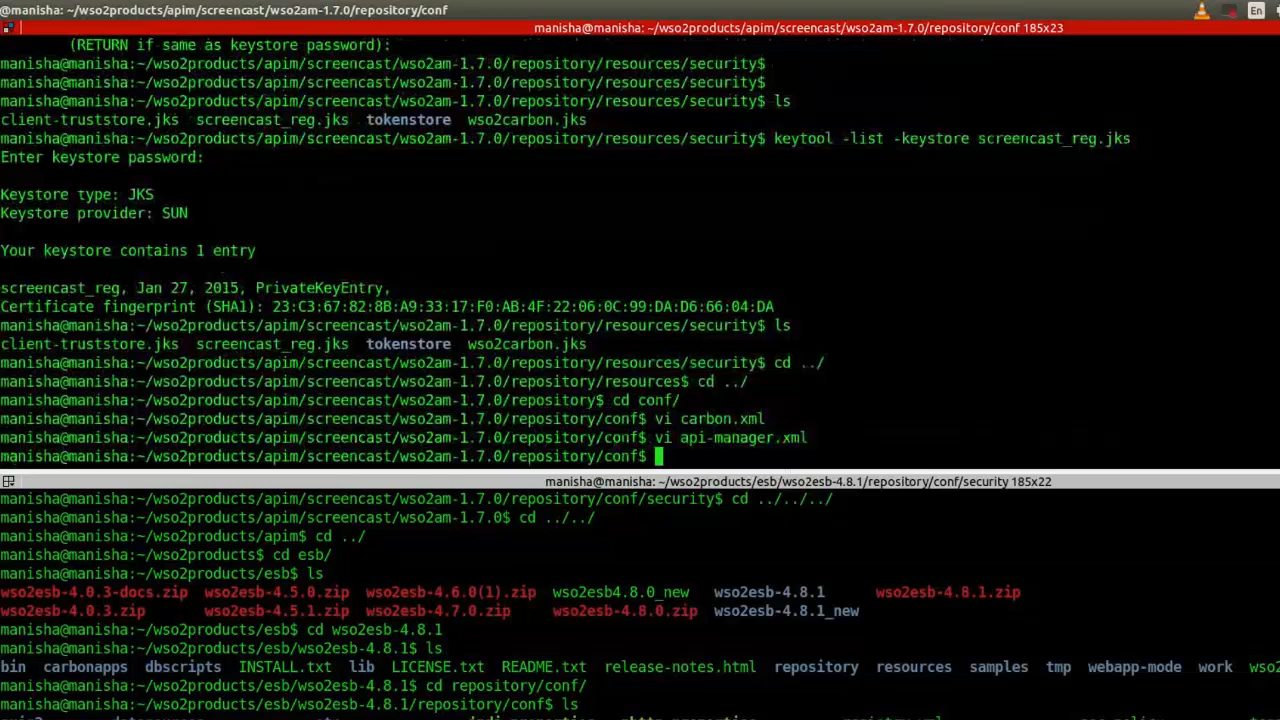 @manisha: ~/wso2products/apim/screencast/wso2am-1.7.0/repository/conf
En
manisha@manisha: ~/wso2products/apim/screencast/wso2am-1.7.0/repository/conf 185x23
(RETURN if same as keystore password):
manisha@manisha:~/wso2products/apim/screencast/wso2am-1.7.0/repository/resources/security$
manisha@manisha:~/wso2products/apim/screencast/wso2am-1.7.0/repository/resources/security$
manisha@manisha:~/wso2products/apim/screencast/wso2am-1.7.0/repository/resources/security$ ls
client-truststore.jks  screencast_reg.jks  tokenstore  wso2carbon.jks
manisha@manisha:~/wso2products/apim/screencast/wso2am-1.7.0/repository/resources/security$ keytool -list -keystore screencast_reg.jks
Enter keystore password:
Keystore type: JKS
Keystore provider: SUN
Your keystore contains 1 entry
screencast_reg, Jan 27, 2015, PrivateKeyEntry,
Certificate fingerprint (SHA1): 23:C3:67:82:8B:A9:33:17:F0:AB:4F:22:06:0C:99:DA:D6:66:04:DA
manisha@manisha:~/wso2products/apim/screencast/wso2am-1.7.0/repository/resources/security$ ls
client-truststore.jks  screencast_reg.jks  tokenstore  wso2carbon.jks
manisha@manisha:~/wso2products/apim/screencast/wso2am-1.7.0/repository/resources/security$ cd ../
manisha@manisha:~/wso2products/apim/screencast/wso2am-1.7.0/repository/resources$ cd ../
manisha@manisha:~/wso2products/apim/screencast/wso2am-1.7.0/repository$ cd conf/
manisha@manisha:~/wso2products/apim/screencast/wso2am-1.7.0/repository/conf$ vi carbon.xml
manisha@manisha:~/wso2products/apim/screencast/wso2am-1.7.0/repository/conf$ vi api-manager.xml
manisha@manisha:~/wso2products/apim/screencast/wso2am-1.7.0/repository/conf$
manisha@manisha: ~/wso2products/esb/wso2esb-4.8.1/repository/conf/security 185x22
manisha@manisha:~/wso2products/apim/screencast/wso2am-1.7.0/repository/conf/security$ cd ../../../
manisha@manisha:~/wso2products/apim/screencast/wso2am-1.7.0$ cd ../../
manisha@manisha:~/wso2products/apim$ cd ../
manisha@manisha:~/wso2products$ cd esb/
manisha@manisha:~/wso2products/esb$ ls
wso2esb-4.0.3-docs.zip  wso2esb-4.5.0.zip  wso2esb-4.6.0(1).zip  wso2esb4.8.0_new  wso2esb-4.8.1  wso2esb-4.8.1.zip
wso2esb-4.0.3.zip  wso2esb-4.5.1.zip  wso2esb-4.7.0.zip  wso2esb-4.8.0.zip  wso2esb-4.8.1_new
manisha@manisha:~/wso2products/esb$ cd wso2esb-4.8.1
manisha@manisha:~/wso2products/esb/wso2esb-4.8.1$ ls
bin  carbonapps  dbscripts  INSTALL.txt  lib  LICENSE.txt  README.txt  release-notes.html  repository  resources  samples  tmp  webapp-mode  work  wso2
manisha@manisha:~/wso2products/esb/wso2esb-4.8.1$ cd repository/conf/
manisha@manisha:~/wso2products/esb/wso2esb-4.8.1/repository/conf$ ls